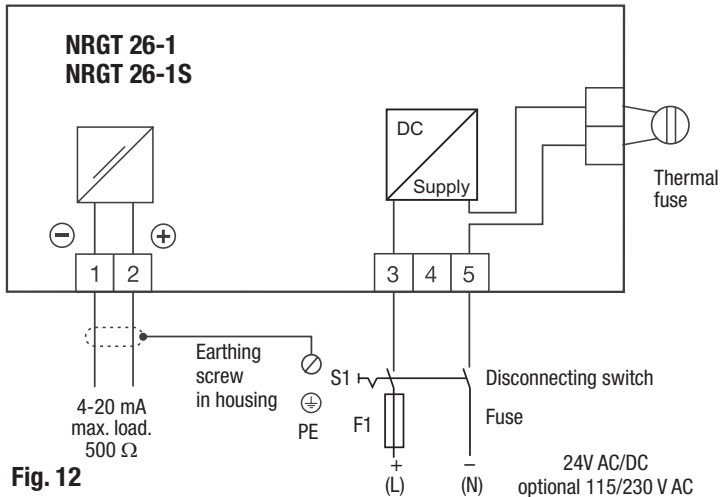 NRGT 26-1
NRGT 26-1S
DC
Supply
Thermal
fuse
− +
1 2 3 4 5
Earthing
screw
in housing
PE
S1
Disconnecting switch
F1
Fuse
4-20 mA
max. load.
500 Ω
+
(L)
−
(N)
24V AC/DC
optional 115/230 V AC
Fig. 12